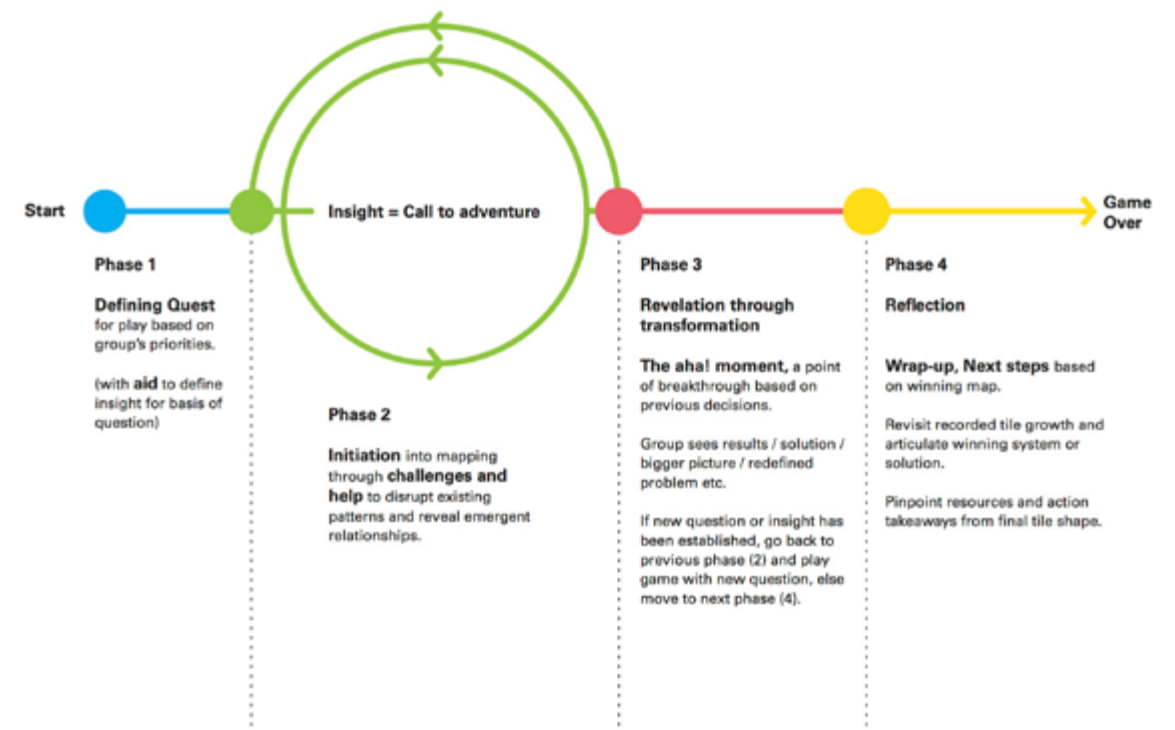 Start
Insight = Call to adventure
Game
Over
Phase 1
Defining Quest
for play based on
group's priorities.
(with aid to define
insight for basis of
question)
Phase 2
Initiation into mapping
through challenges and
help to disrupt existing
patterns and reveal emergent
relationships.
Phase 3
Revelation through
transformation
The aha! moment, a point
of breakthrough based on
previous decisions.
Group sees results / solution /
bigger picture / redefined
problem etc.
If new question or insight has
been established, go back to
previous phase (2) and play
game with new question, else
move to next phase (4).
Phase 4
Reflection
Wrap-up, Next steps based
on winning map.
Revisit recorded tile growth and
articulate winning system or
solution.
Pinpoint resources and action
takeaways from final tile shape.